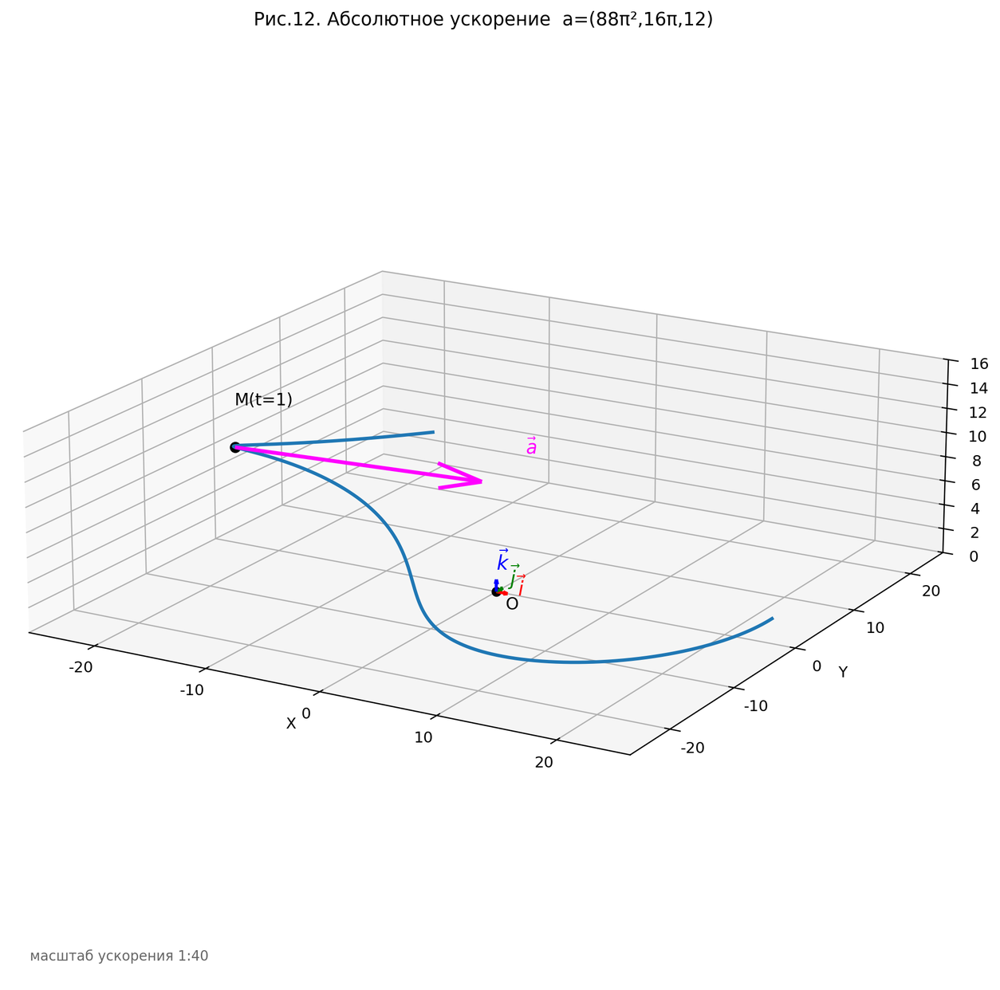 Рис.12. Абсолютное ускорение  a=(88π²,16π,12)
M(t=1)
a
k
j
i
O
16
14
12
10
8
6
4
2
0
20
10
0
-10
-20
Y
-20
-10
0
10
20
X
масштаб ускорения 1:40